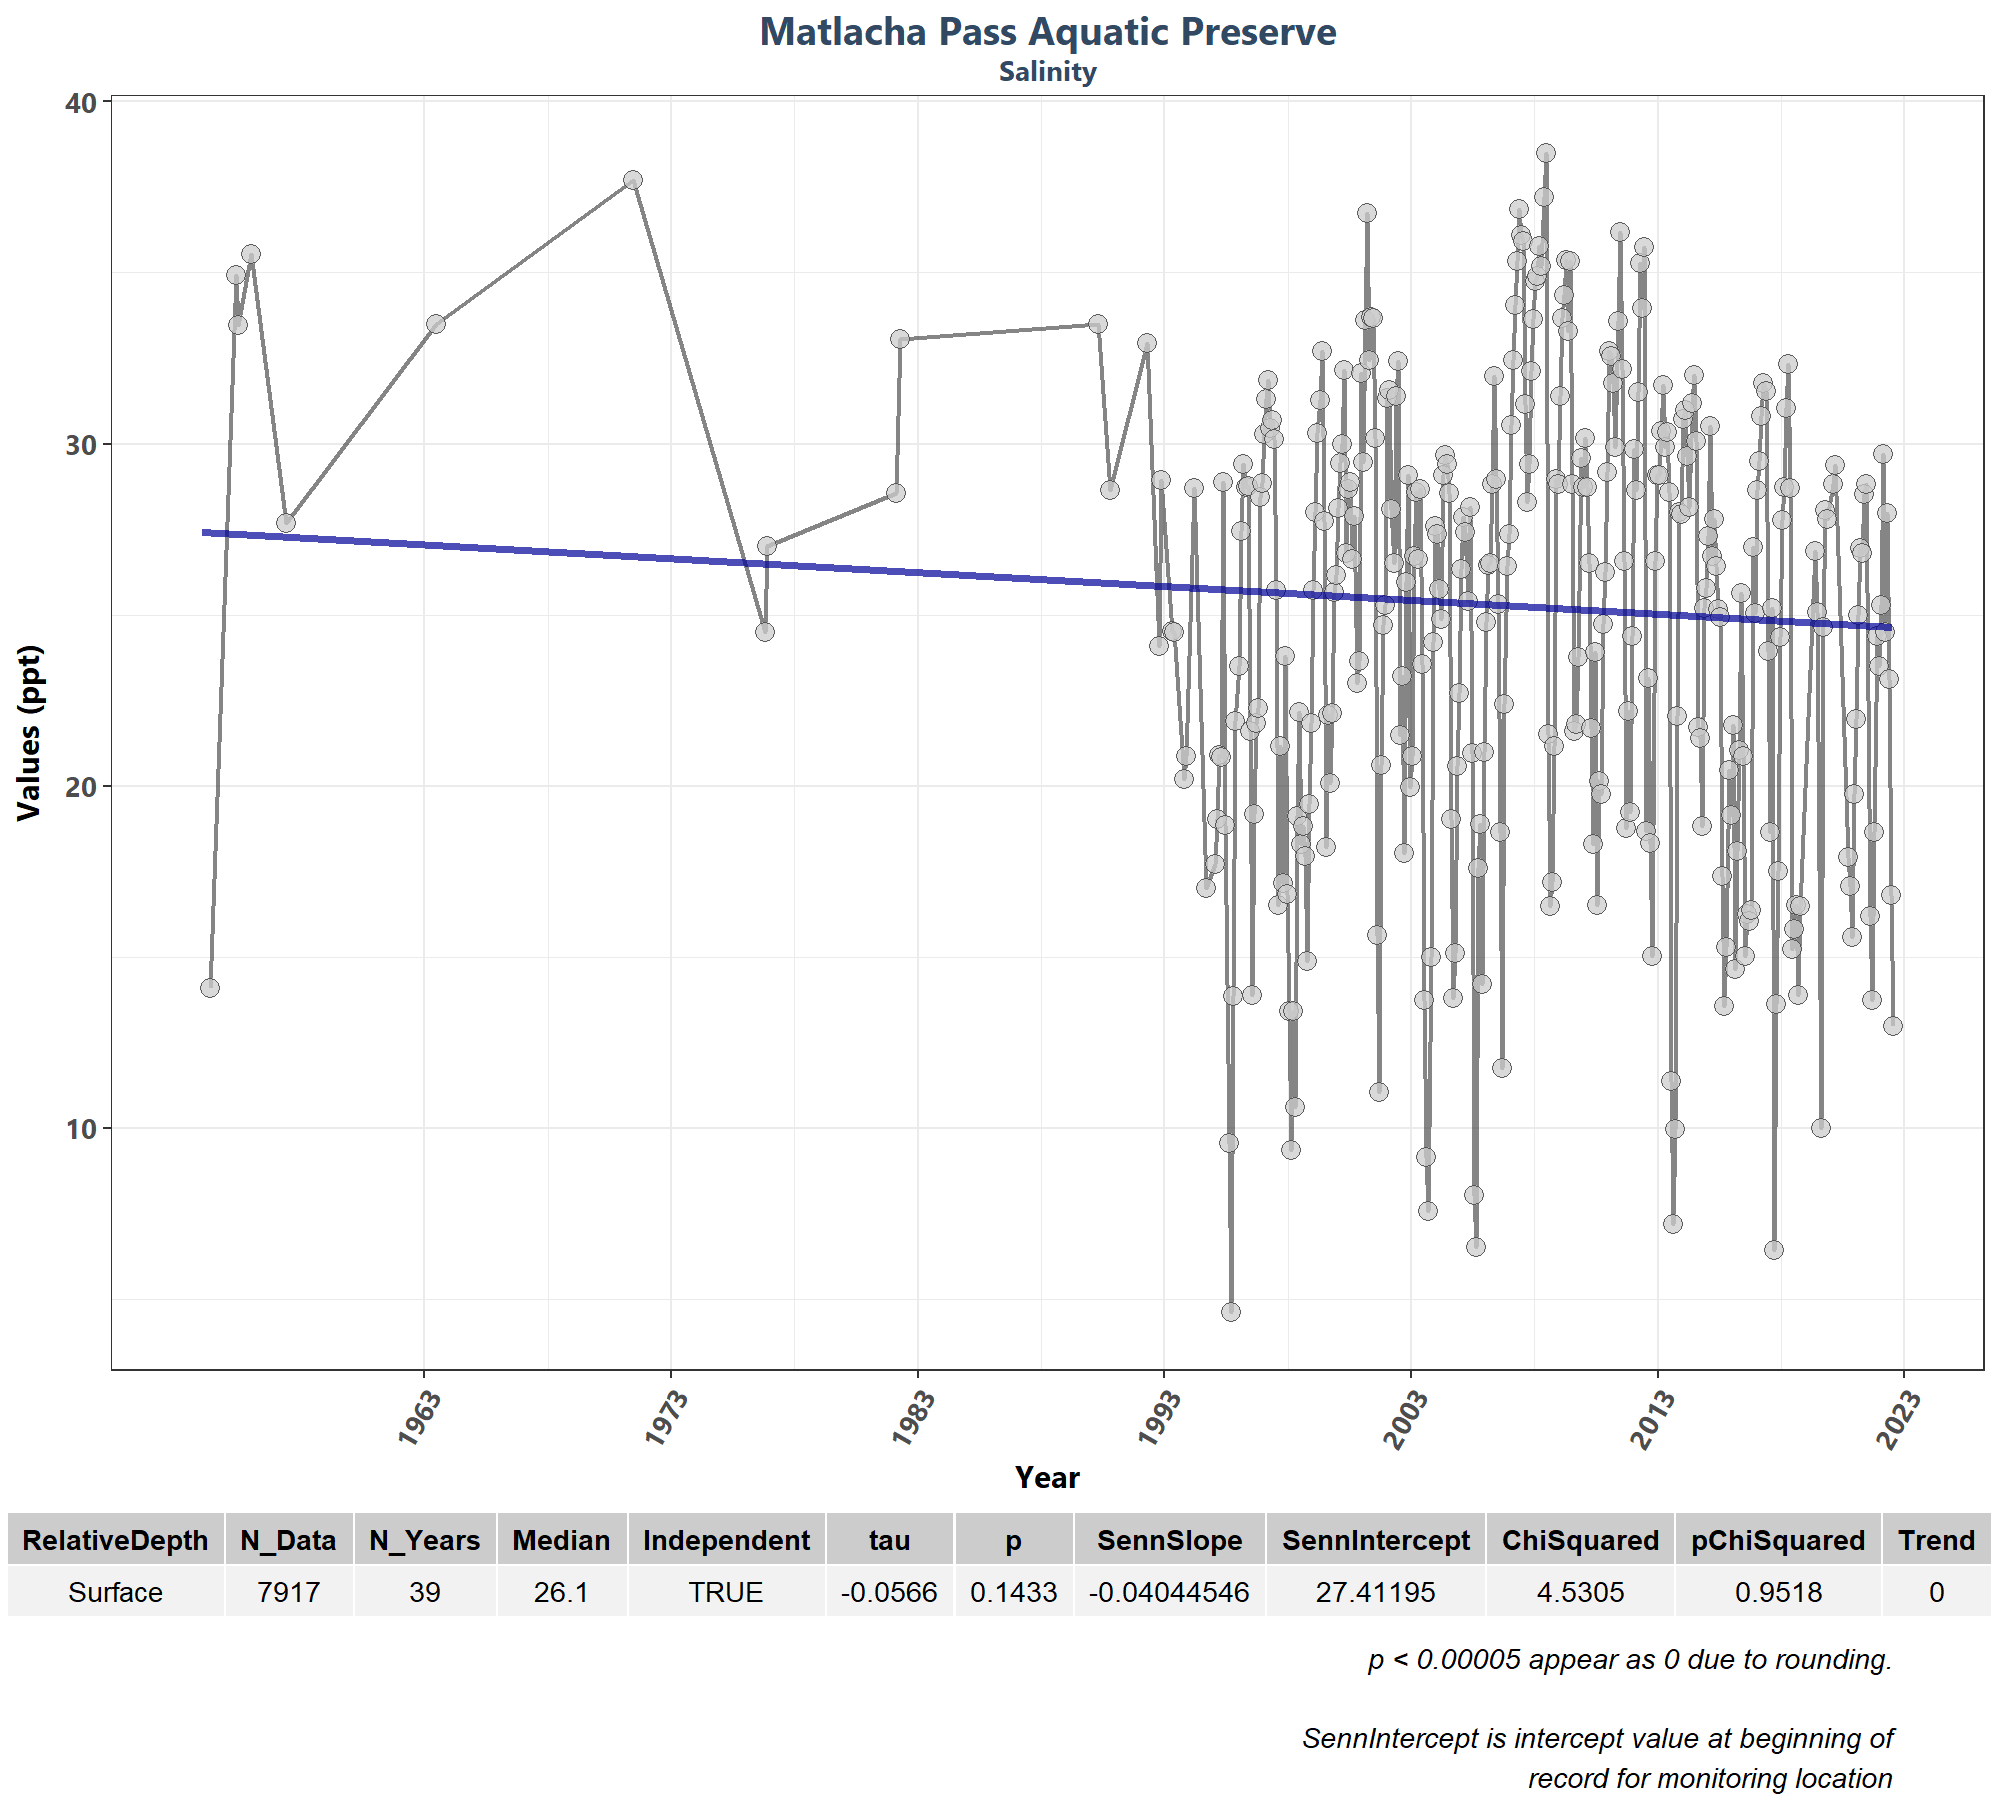 Matlacha Pass Aquatic Preserve
Salinity
40
30
20
10
Values (ppt)
1963 1973 1983 1993 2003 2013 2023
Year
RelativeDepth N_Data N_Years Median Independent tau p SennSlope SennIntercept ChiSquared pChiSquared Trend
Surface 7917 39 26.1 TRUE -0.0566 0.1433 -0.04044546 27.41195 4.5305 0.9518 0
p < 0.00005 appear as 0 due to rounding.
SennIntercept is intercept value at beginning of
record for monitoring location